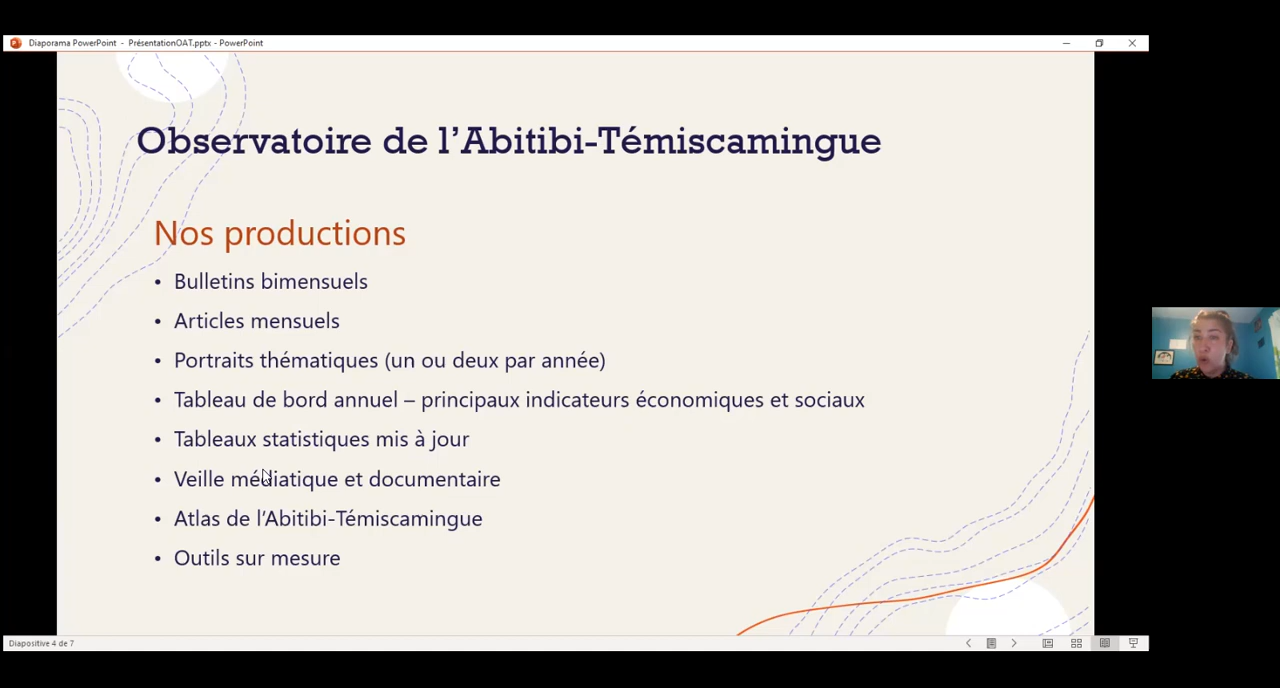 Diaporama PowerPoint - PrésentationOAT.pptx - PowerPoint
Observatoire de l'Abitibi-Témiscamingue
Nos productions
• Bulletins bimensuels
• Articles mensuels
• Portraits thématiques (un ou deux par année)
• Tableau de bord annuel – principaux indicateurs économiques et sociaux
• Tableaux statistiques mis à jour
• Veille médiatique et documentaire
• Atlas de l'Abitibi-Témiscamingue
• Outils sur mesure
Diapositive 4 de 7